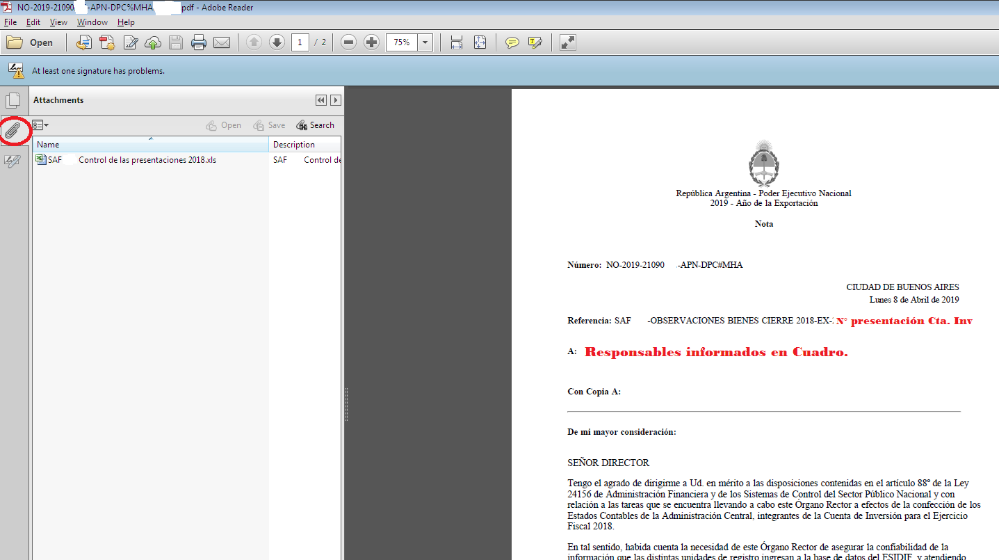 NO-2019-21090 -APN-DPC%MHA. pdf - Adobe Reader
File Edit View Window Help
Open 1 / 2 75%
At least one signature has problems.
Attachments
Open Save Search
Name Description
SAF Control de las presentaciones 2018.xls SAF Control de
República Argentina - Poder Ejecutivo Nacional
2019 - Año de la Exportación
Nota
Número: NO-2019-21090 -APN-DPC#MHA
CIUDAD DE BUENOS AIRES
Lunes 8 de Abril de 2019
Referencia: SAF -OBSERVACIONES BIENES CIERRE 2018-EX- N° presentación Cta. Inv
A: Responsables informados en Cuadro.
Con Copia A:
De mi mayor consideración:
SEÑOR DIRECTOR
Tengo el agrado de dirigirme a Ud. en mérito a las disposiciones contenidas en el artículo 88º de la Ley
24156 de Administración Financiera y de los Sistemas de Control del Sector Público Nacional y con
relación a las tareas que se encuentra llevando a cabo este Órgano Rector a efectos de la confección de los
Estados Contables de la Administración Central, integrantes de la Cuenta de Inversión para el Ejercicio
Fiscal 2018.
En tal sentido, habida cuenta la necesidad de este Órgano Rector de asegurar la confiabilidad de la
información que las distintas unidades de registro ingresan a la base de datos del ESIDIF, y atendiendo